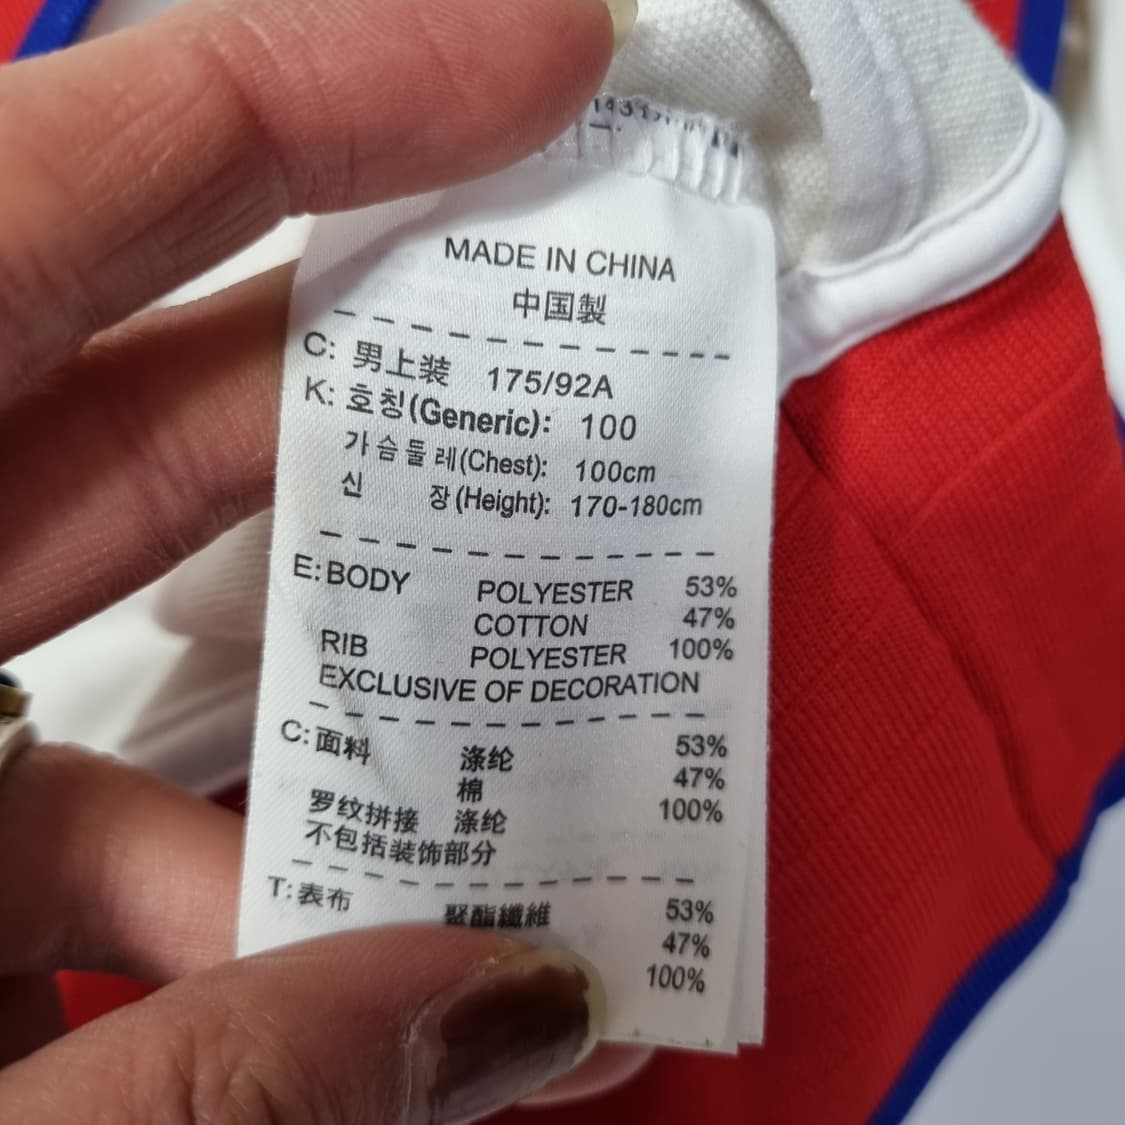 MADE IN CHINA
中国製
C: 男上装 175/92A
K: 호칭(Generic): 100
가슴둘레(Chest): 100cm
신 장(Height): 170-180cm
E: BODY POLYESTER 53%
COTTON 47%
RIB POLYESTER 100%
EXCLUSIVE OF DECORATION
C: 面料 涤纶 53%
棉 47%
罗纹拼接 涤纶 100%
不包括装饰部分
T: 表布 聚酯纖維 53%
47%
100%